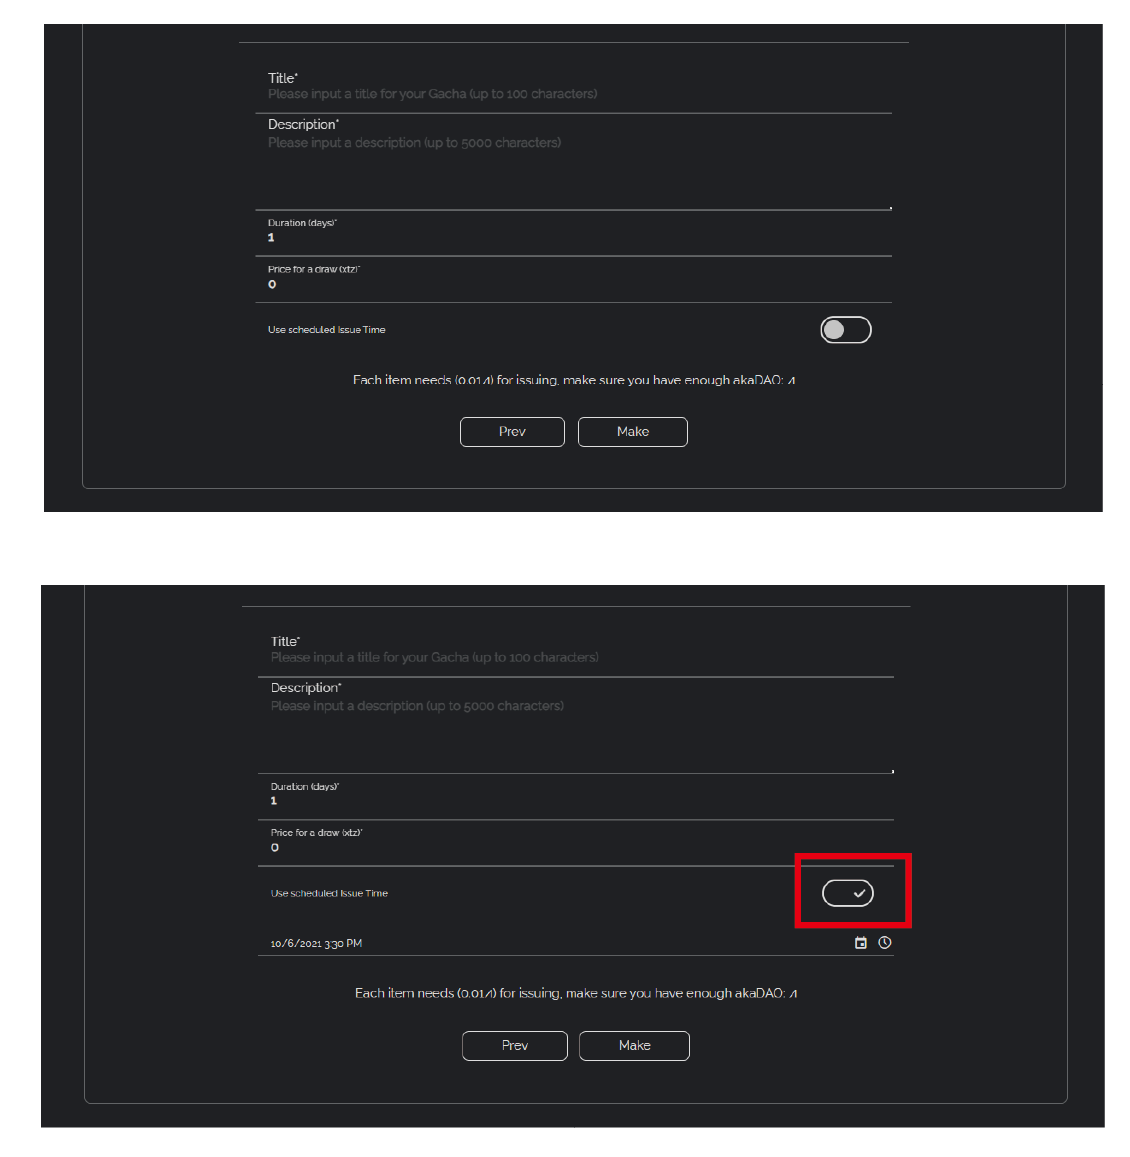 Title*
Please input a title for your Gacha (up to 100 characters)
Description*
Please input a description (up to 5000 characters)
Duration (days)*
1
Price for a draw (xtz)*
0
Use scheduled Issue Time
Each item needs (0.01) for issuing, make sure you have enough akaDAO:
Prev
Make
Title*
Please input a title for your Gacha (up to 100 characters)
Description*
Please input a description (up to 5000 characters)
Duration (days)*
1
Price for a draw (xtz)*
0
Use scheduled Issue Time
10/6/2021 3:30 PM
Each item needs (0.01) for issuing, make sure you have enough akaDAO:
Prev
Make